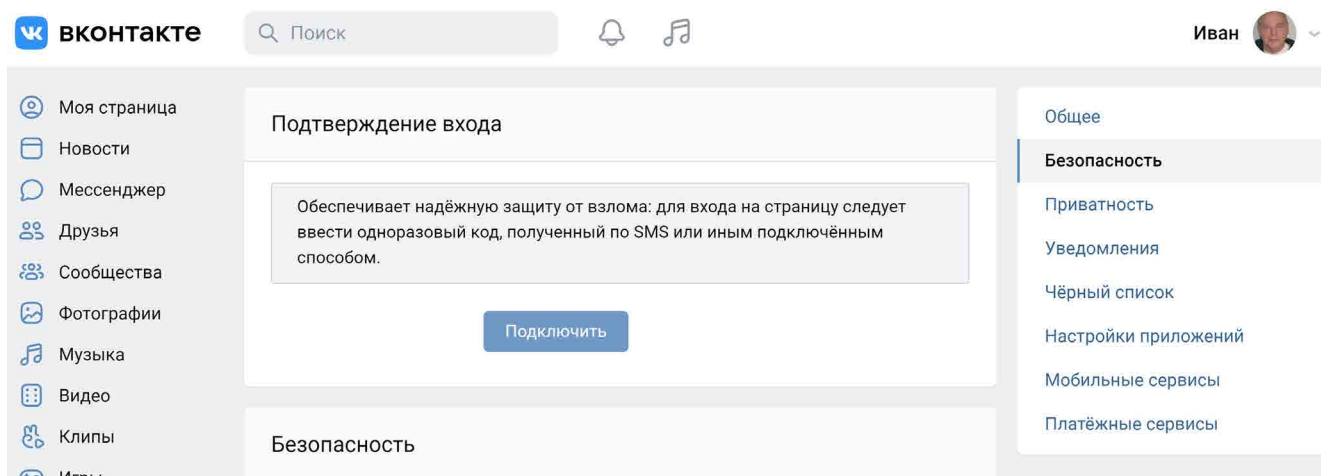 вконтакте
Поиск
Иван
Моя страница
Новости
Мессенджер
Друзья
Сообщества
Фотографии
Музыка
Видео
Клипы
Подтверждение входа
Обеспечивает надёжную защиту от взлома: для входа на страницу следует
ввести одноразовый код, полученный по SMS или иным подключённым
способом.
Подключить
Безопасность
Общее
Безопасность
Приватность
Уведомления
Чёрный список
Настройки приложений
Мобильные сервисы
Платёжные сервисы